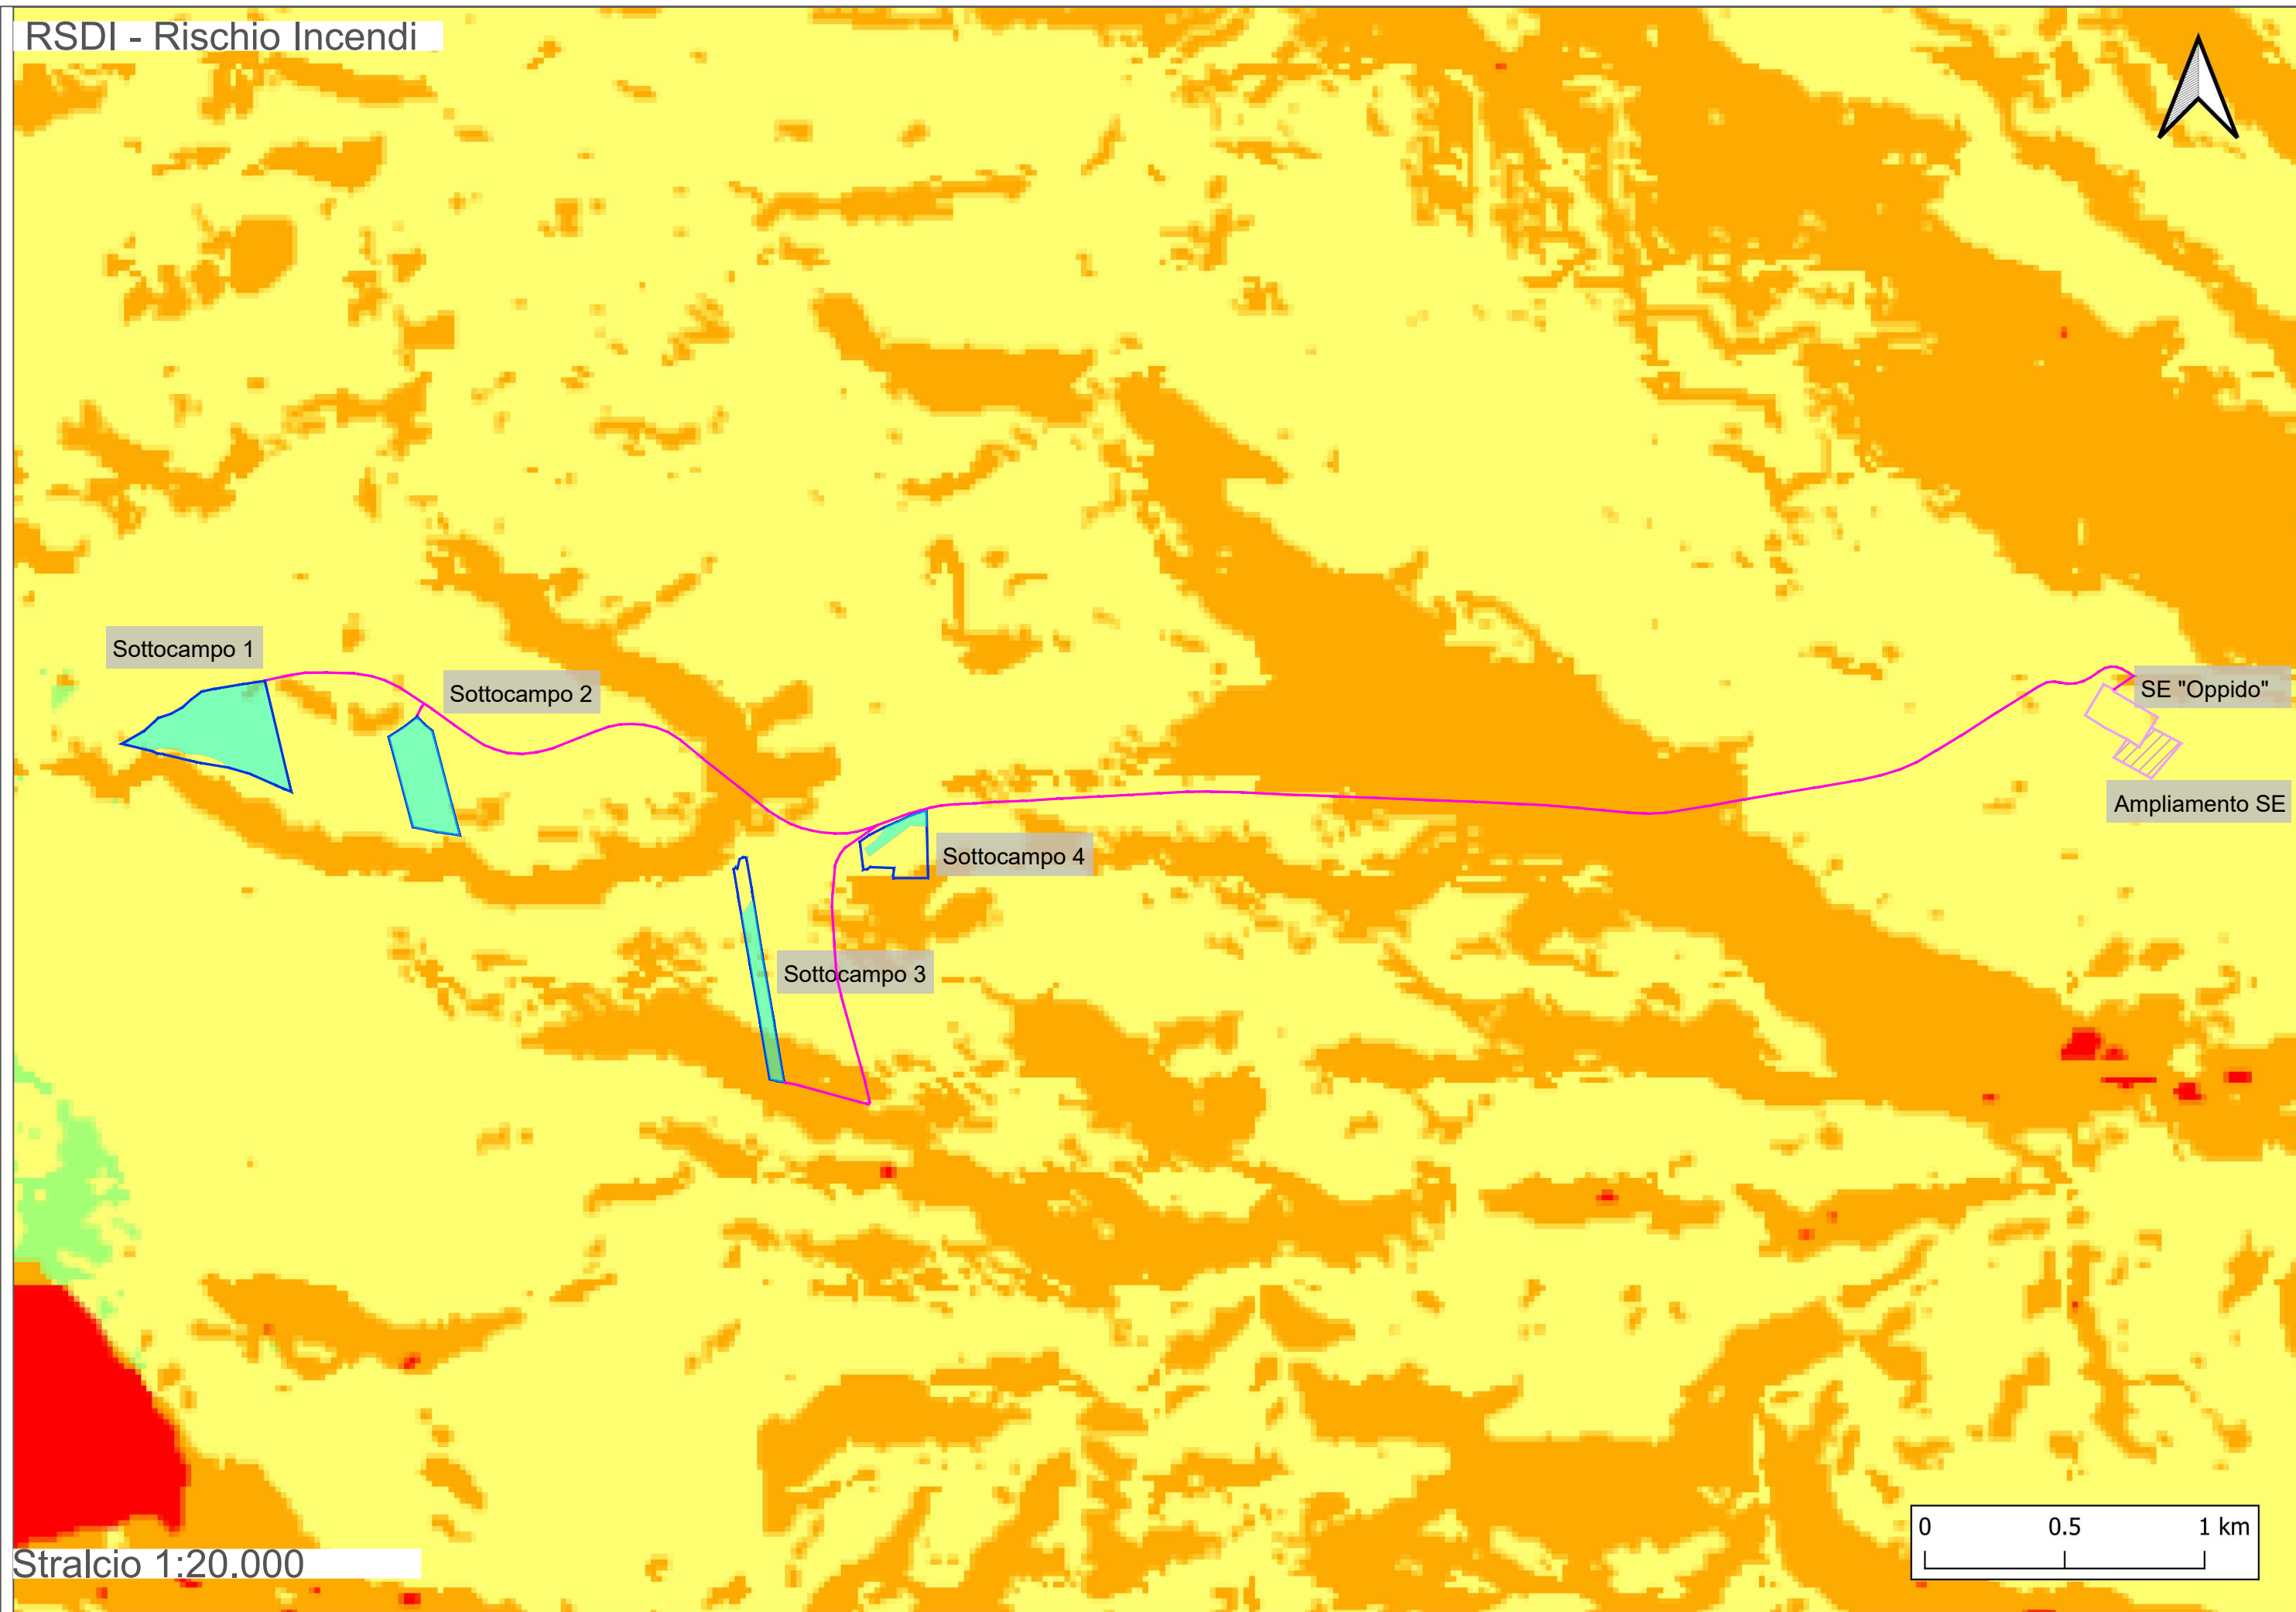 RSDI - Rischio Incendi
Sottocampo 1
Sottocampo 2
SE "Oppido"
Ampliamento SE
Sottocampo 4
Sottocampo 3
0 0.5 1 km
Stralcio 1:20.000